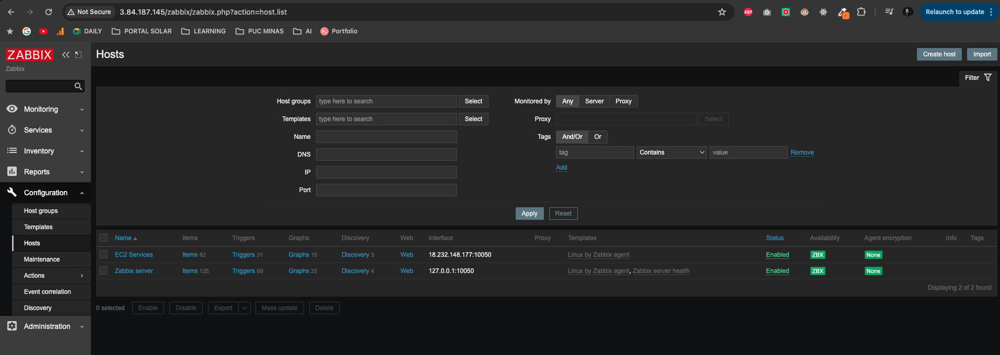 Not Secure 3.84.187.145/zabbix/zabbix.php?action=host.list ABP Relaunch to update
DAILY PORTAL SOLAR LEARNING PUC MINAS AI >_ Portfolio
ZABBIX
Zabbix
Monitoring
Services
Inventory
Reports
Configuration
Host groups
Templates
Hosts
Maintenance
Actions
Event correlation
Discovery
Administration
Hosts
Create host Import
Filter
Host groups type here to search Select
Templates type here to search Select
Name
DNS
IP
Port
Monitored by Any Server Proxy
Proxy Select
Tags And/Or Or
tag Contains value Remove
Add
Apply Reset
Name Items Triggers Graphs Discovery Web Interface Proxy Templates Status Availability Agent encryption Info Tags
EC2 Services Items 82 Triggers 31 Graphs 15 Discovery 3 Web 18.232.148.177:10050 Linux by Zabbix agent Enabled ZBX None
Zabbix server Items 125 Triggers 69 Graphs 25 Discovery 4 Web 127.0.0.1:10050 Linux by Zabbix agent, Zabbix server health Enabled ZBX None
Displaying 2 of 2 found
0 selected Enable Disable Export Mass update Delete